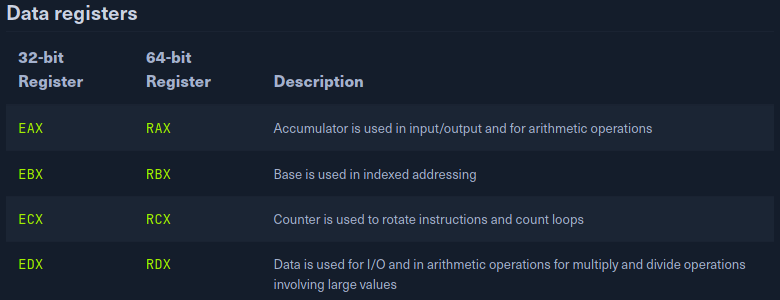 Data registers
32-bit Register 64-bit Register Description
EAX RAX Accumulator is used in input/output and for arithmetic operations
EBX RBX Base is used in indexed addressing
ECX RCX Counter is used to rotate instructions and count loops
EDX RDX Data is used for I/O and in arithmetic operations for multiply and divide operations
involving large values